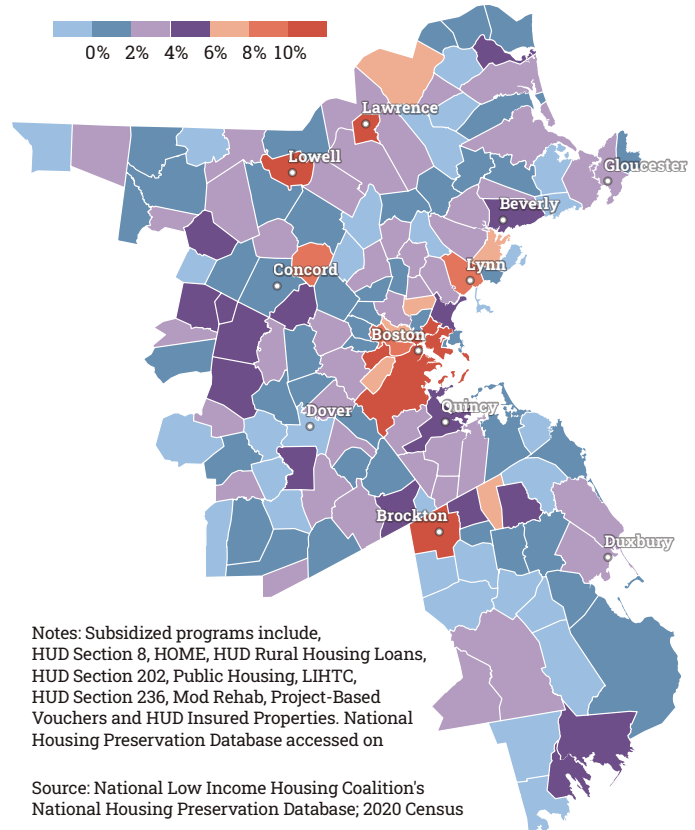 0% 2% 4% 6% 8% 10%
Lawrence
Lowell
Gloucester
Beverly
Concord
Lynn
Boston
Dover
Quincy
Brockton
Duxbury
Notes: Subsidized programs include,
HUD Section 8, HOME, HUD Rural Housing Loans,
HUD Section 202, Public Housing, LIHTC,
HUD Section 236, Mod Rehab, Project-Based
Vouchers and HUD Insured Properties. National
Housing Preservation Database accessed on
Source: National Low Income Housing Coalition's
National Housing Preservation Database; 2020 Census